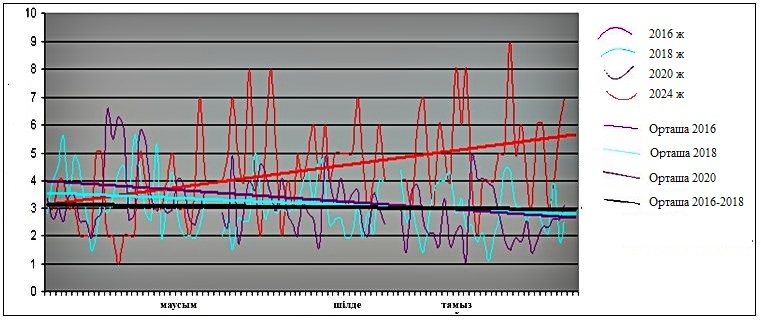 10
9
8
7
6
5
4
3
2
1
0
маусым шілде тамыз
2016 ж
2018 ж
2020 ж
2024 ж
Орташа 2016
Орташа 2018
Орташа 2020
Орташа 2016-2018